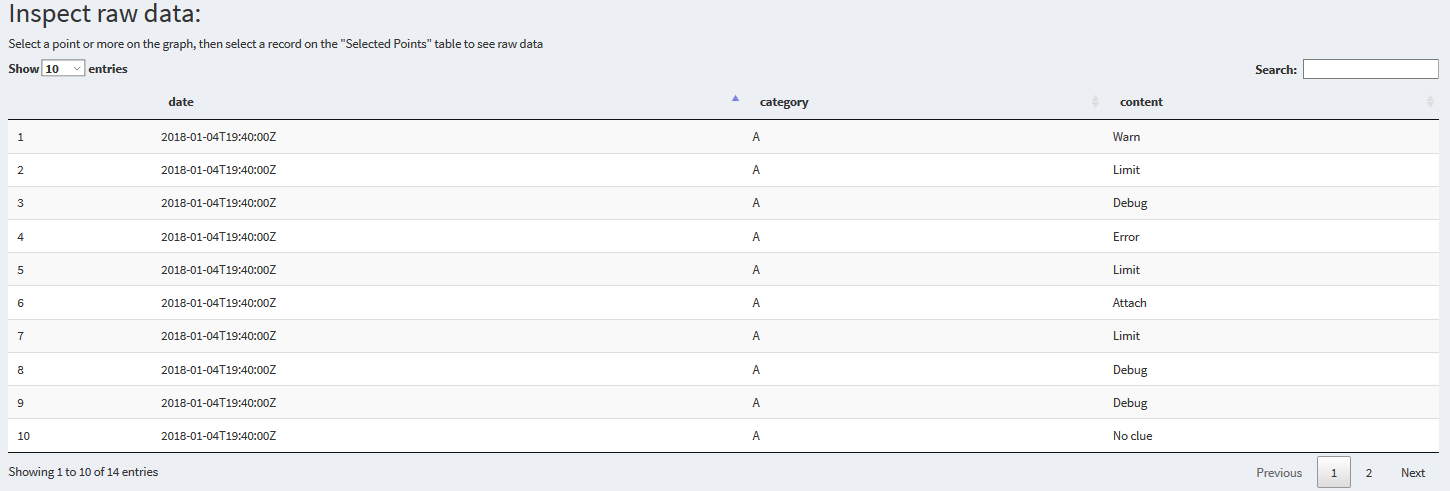 Inspect raw data:
Select a point or more on the graph, then select a record on the "Selected Points" table to see raw data
Show 10 entries Search:
date category content
1 2018-01-04T19:40:00Z A Warn
2 2018-01-04T19:40:00Z A Limit
3 2018-01-04T19:40:00Z A Debug
4 2018-01-04T19:40:00Z A Error
5 2018-01-04T19:40:00Z A Limit
6 2018-01-04T19:40:00Z A Attach
7 2018-01-04T19:40:00Z A Limit
8 2018-01-04T19:40:00Z A Debug
9 2018-01-04T19:40:00Z A Debug
10 2018-01-04T19:40:00Z A No clue
Showing 1 to 10 of 14 entries Previous 1 2 Next